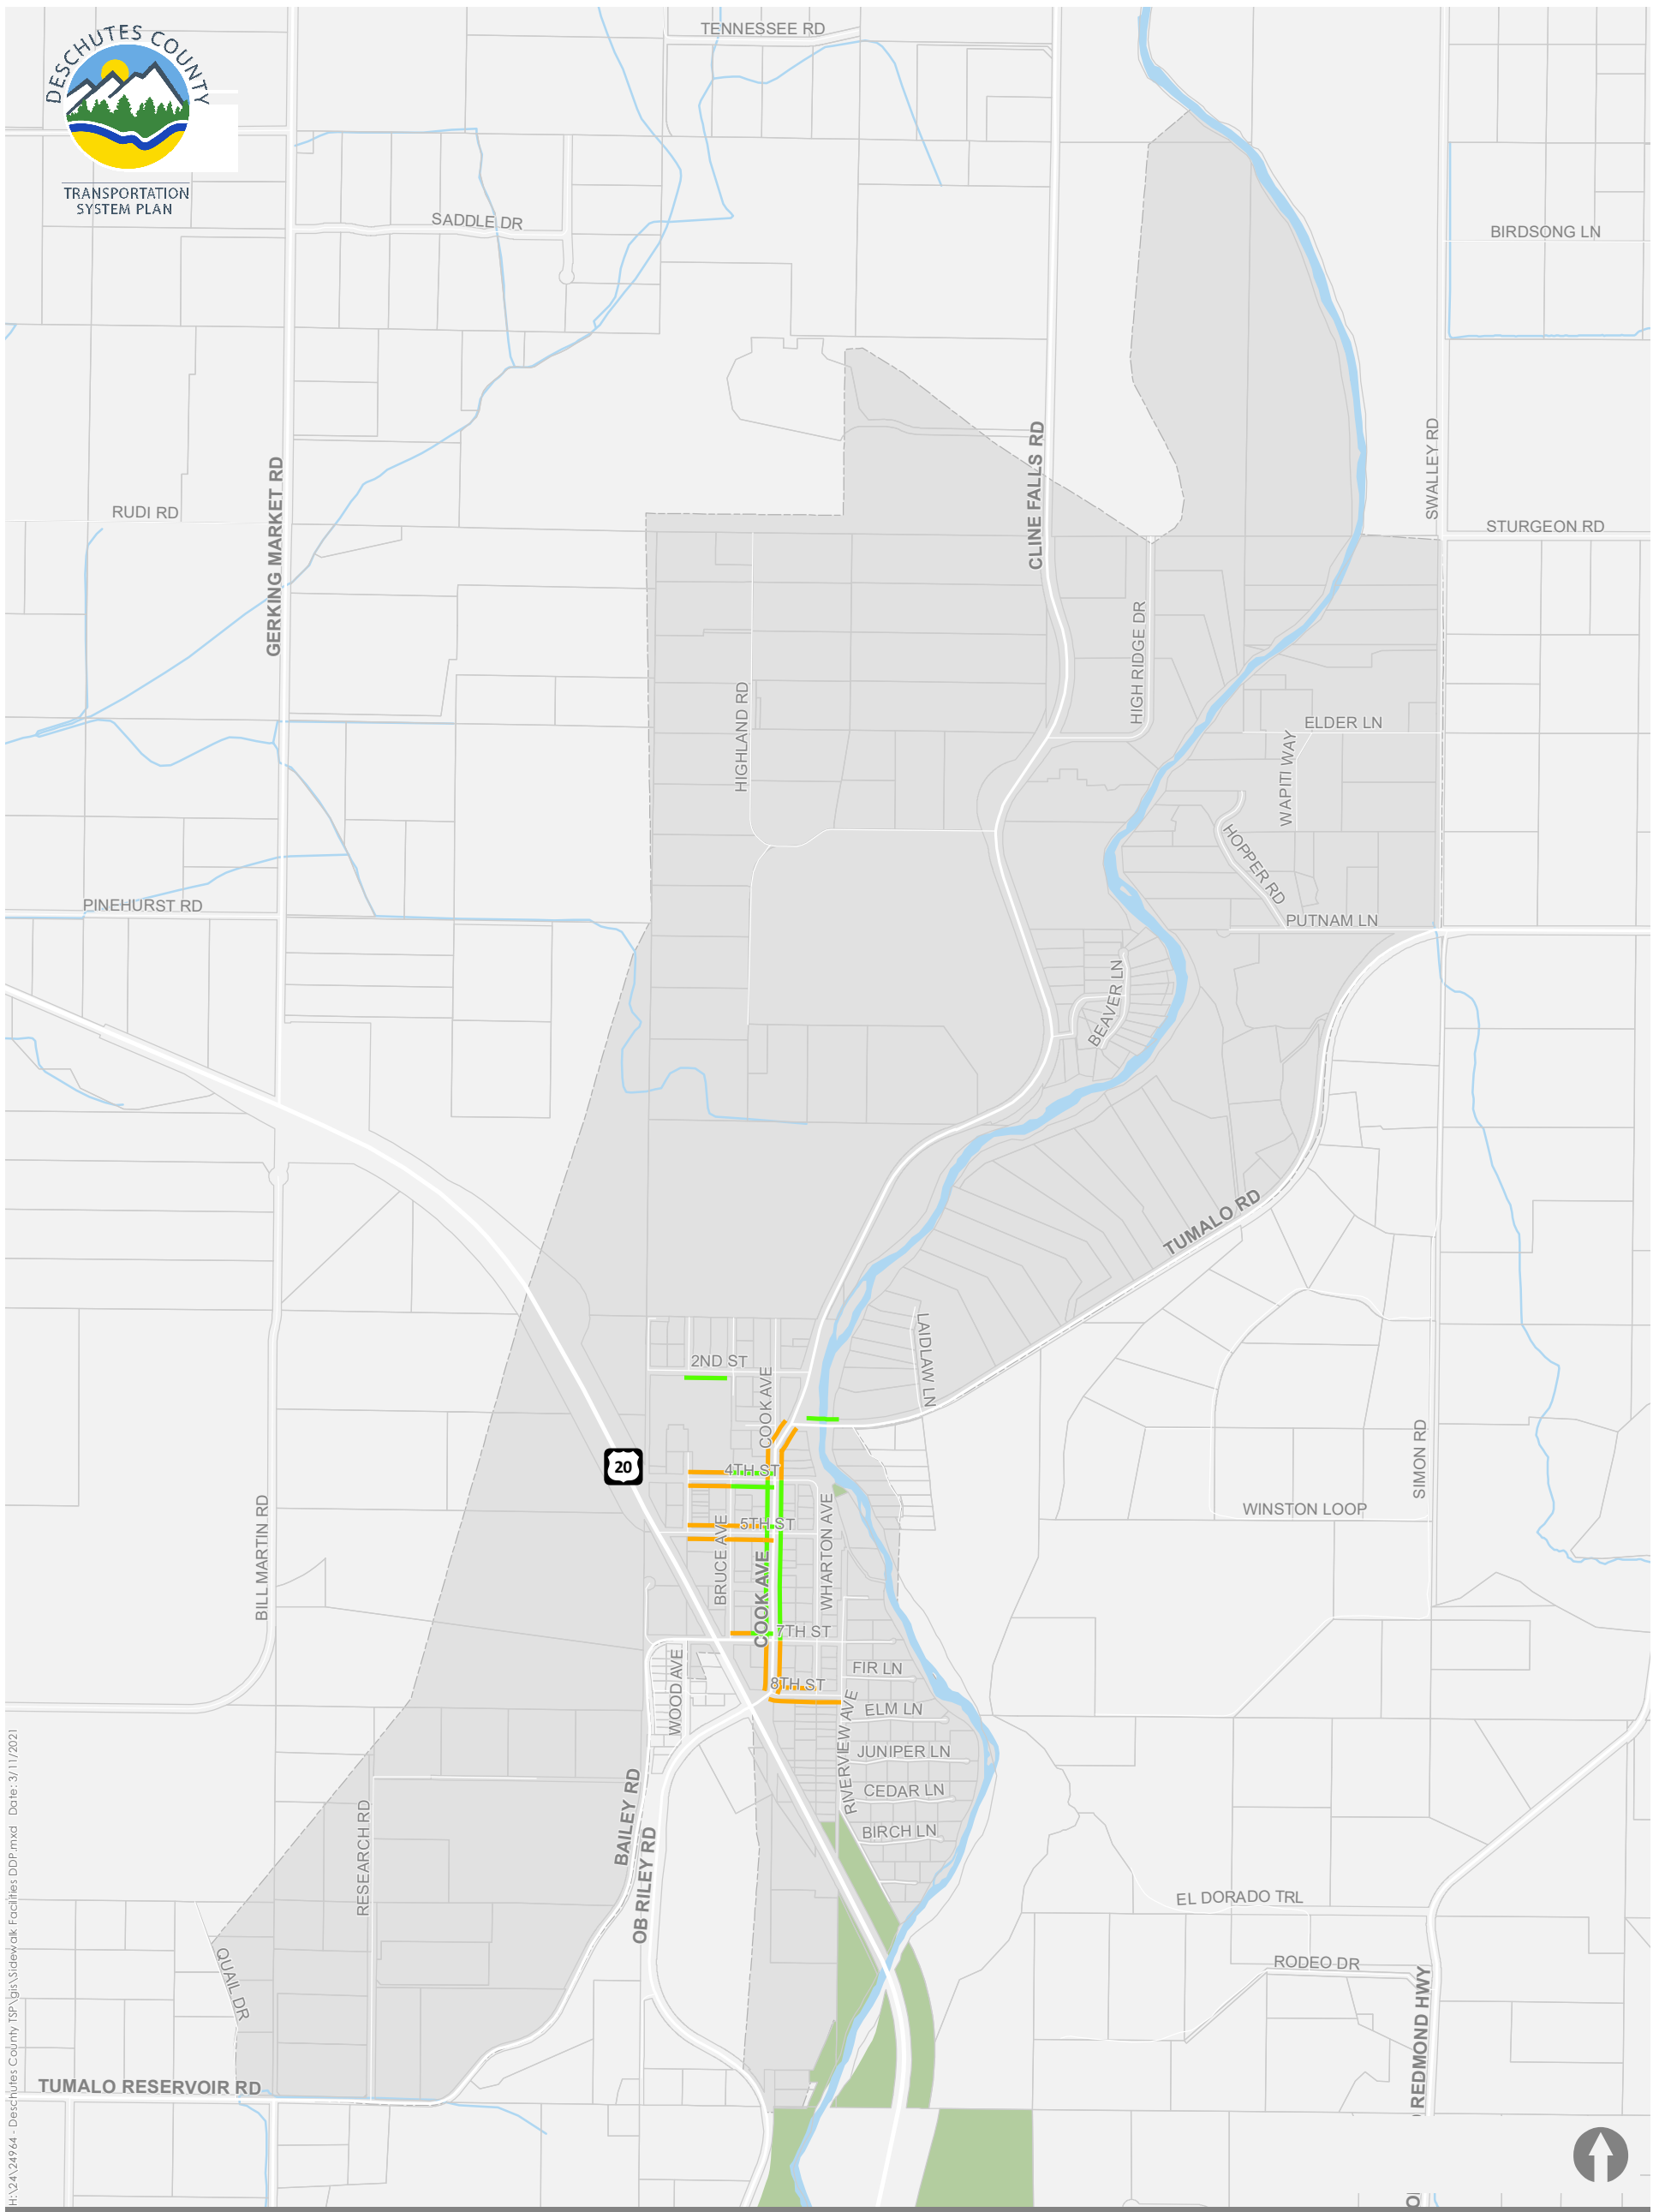 DESCHUTES COUNTY
TRANSPORTATION
SYSTEM PLAN
TENNESSEE RD
SADDLE DR
BIRDSONG LN
CLINE FALLS RD
SWALLEY RD
GERKING MARKET RD
RUDI RD
STURGEON RD
HIGH RIDGE DR
HIGHLAND RD
ELDER LN
WAPITI WAY
HOPPER RD
PINEHURST RD
PUTNAM LN
BEAVER LN
TUMALO RD
LAIDLAW LN
2ND ST
COOK AVE
20
4TH ST
SIMON RD
WINSTON LOOP
BILL MARTIN RD
5TH ST
BRUCE AVE
WHARTON AVE
COOK AVE
7TH ST
WOOD AVE
FIR LN
8TH ST
ELM LN
RIVERVIEW AVE
JUNIPER LN
CEDAR LN
BIRCH LN
BAILEY RD
RESEARCH RD
OB RILEY RD
EL DORADO TRL
QUAIL DR
RODEO DR
REDMOND HWY
TUMALO RESERVOIR RD
H:\24\24964 - Deschutes County TSP\gis\Sidewalk Facilities DDP.mxd Date: 3/11/2021